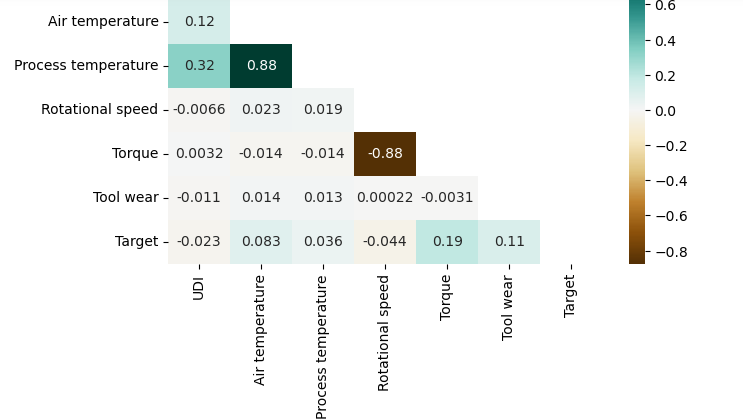 0.6
Air temperature 0.12
0.4
Process temperature 0.32 0.88
0.2
Rotational speed -0.0066 0.023 0.019
0.0
Torque 0.0032 -0.014 -0.014 -0.88
−0.2
Tool wear -0.011 0.014 0.013 0.00022 -0.0031
−0.4
−0.6
Target -0.023 0.083 0.036 -0.044 0.19 0.11
−0.8
UDI
Air temperature
Process temperature
Rotational speed
Torque
Tool wear
Target